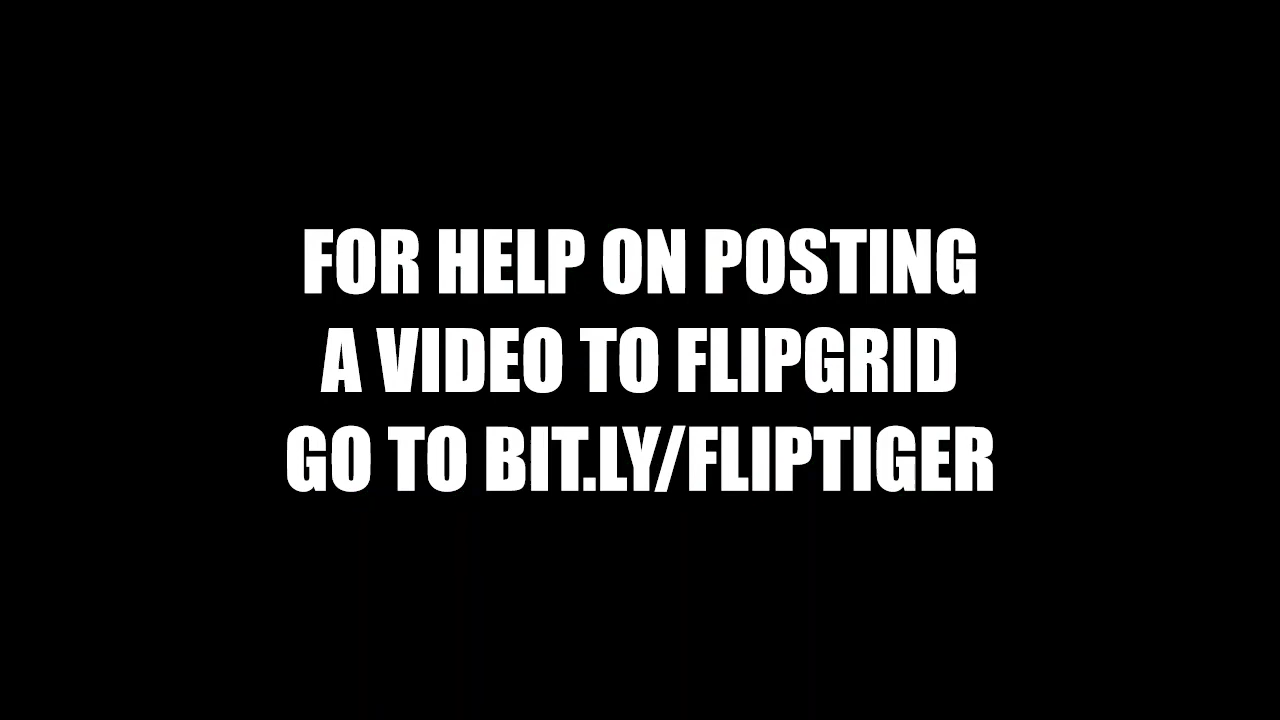 FOR HELP ON POSTING
A VIDEO TO FLIPGRID
GO TO BIT.LY/FLIPTIGER